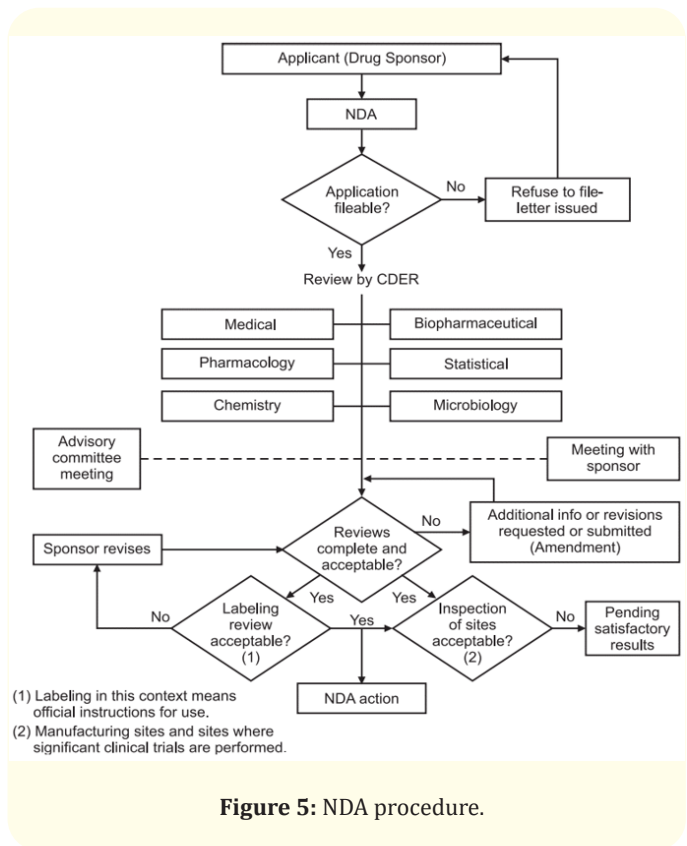 Applicant (Drug Sponsor)
NDA
Application
fileable?
No
Refuse to file-
letter issued
Yes
Review by CDER
Medical
Biopharmaceutical
Pharmacology
Statistical
Chemistry
Microbiology
Advisory
committee
meeting
Meeting with
sponsor
Reviews
complete and
acceptable?
No
Additional info or revisions
requested or submitted
(Amendment)
Sponsor revises
Yes
Yes
No
Labeling
review
acceptable?
(1)
Yes
Inspection
of sites
acceptable?
(2)
No
Pending
satisfactory
results
NDA action
(1) Labeling in this context means
official instructions for use.
(2) Manufacturing sites and sites where
significant clinical trials are performed.
Figure 5: NDA procedure.